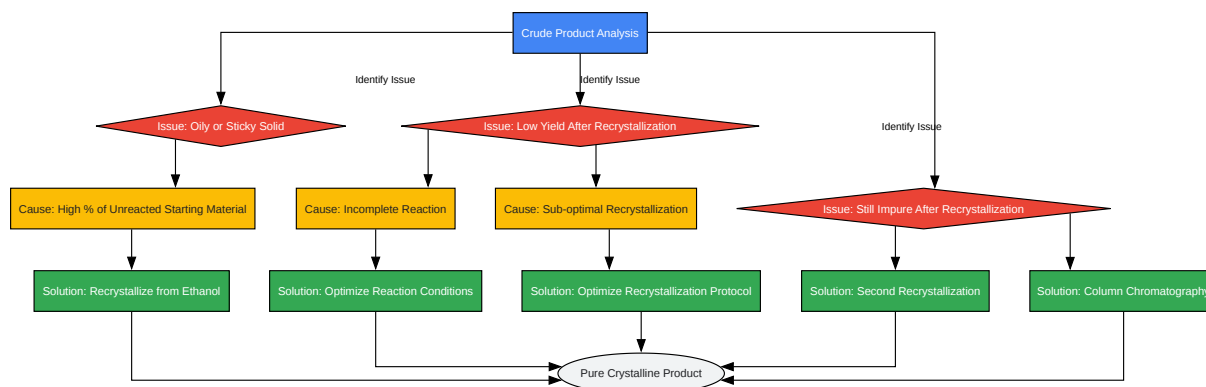 Crude Product Analysis
Identify Issue
Identify Issue
Issue: Oily or Sticky Solid
Issue: Low Yield After Recrystallization
Identify Issue
Cause: High % of Unreacted Starting Material
Cause: Incomplete Reaction
Cause: Sub-optimal Recrystallization
Issue: Still Impure After Recrystallization
Solution: Recrystallize from Ethanol
Solution: Optimize Reaction Conditions
Solution: Optimize Recrystallization Protocol
Solution: Second Recrystallization
Solution: Column Chromatography
Pure Crystalline Product